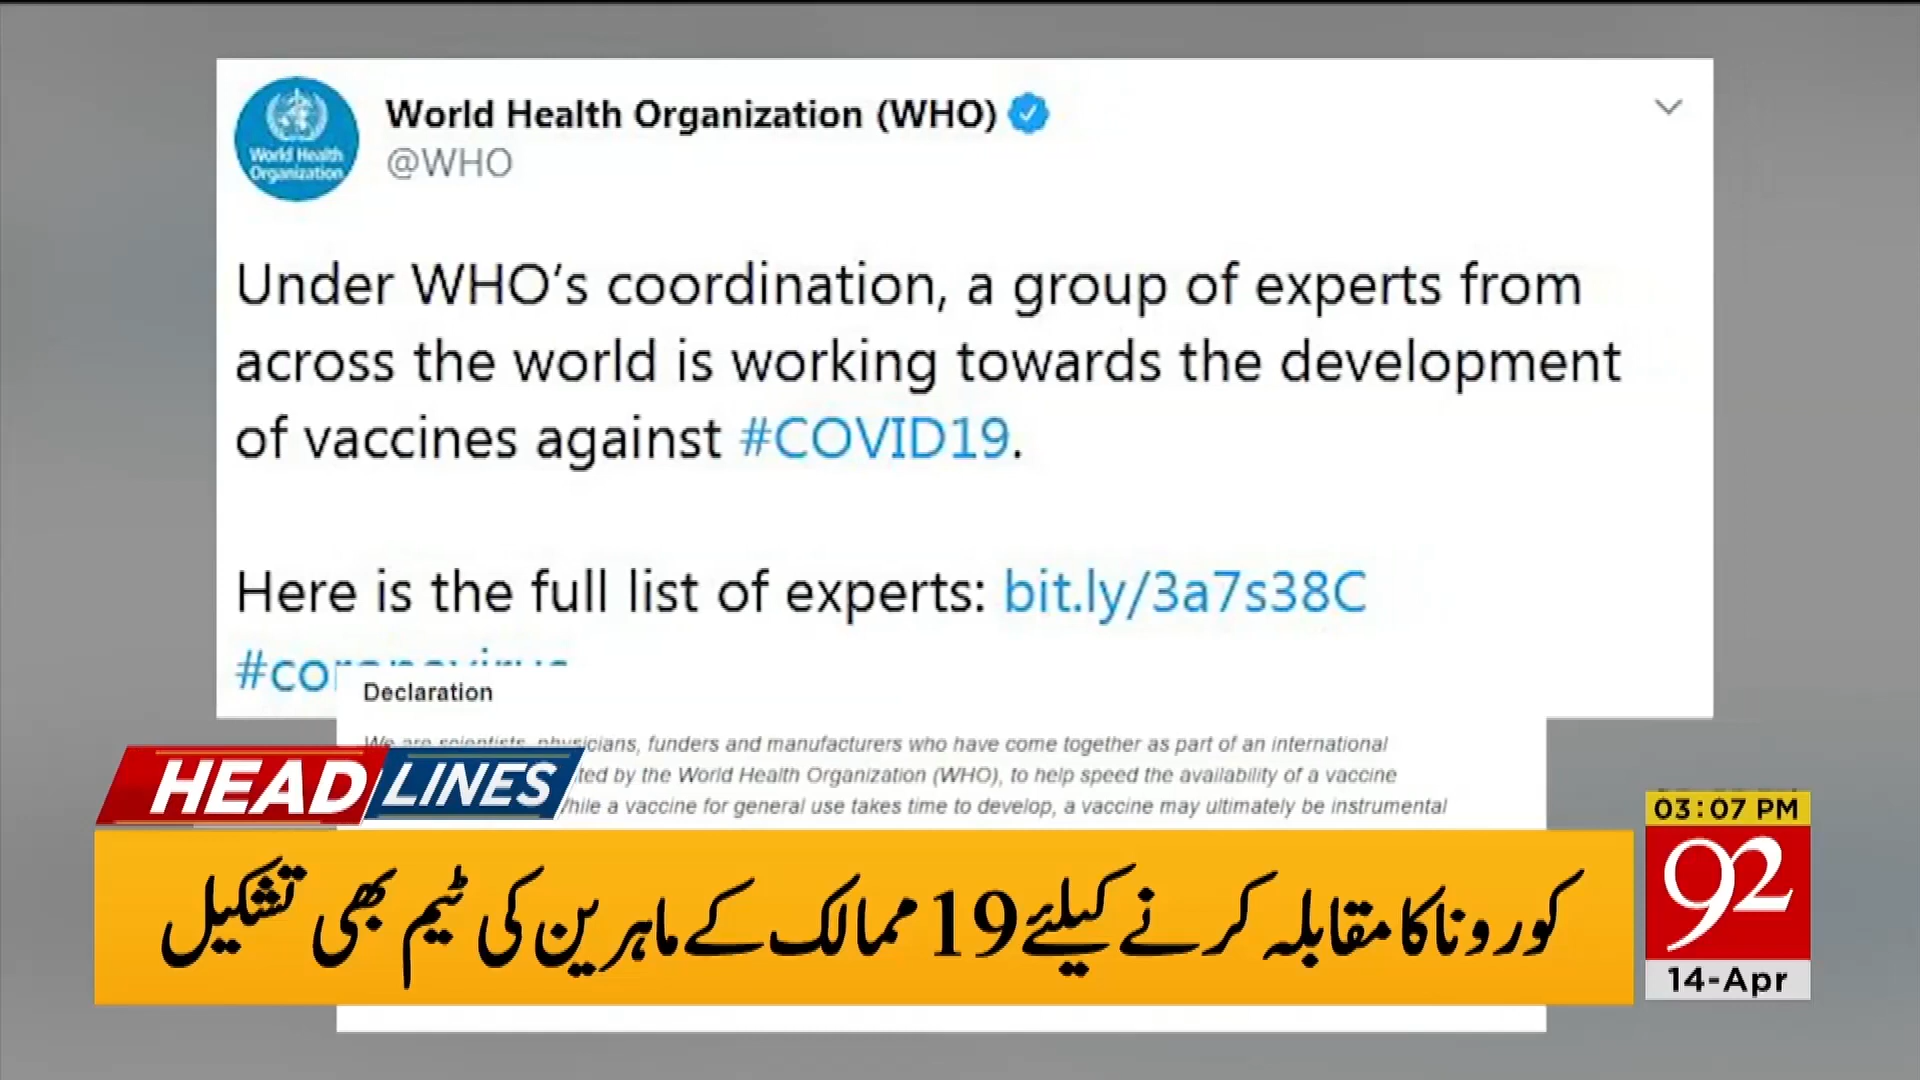 World Health Organization
World Health Organization (WHO)
@WHO
Under WHO's coordination, a group of experts from
across the world is working towards the development
of vaccines against #COVID19.
Here is the full list of experts: bit.ly/3a7s38C
Declaration
We are scientists, physicians, funders and manufacturers who have come together as part of an international
by the World Health Organization (WHO), to help speed the availability of a vaccine
a vaccine for general use takes time to develop, a vaccine may ultimately be instrumental
HEADLINES
کورونا کا مقابلہ کرنے کیلئے 19 ممالک کے ماہرین کی ٹیم بھی تشکیل
03:07 PM
92
14-Apr